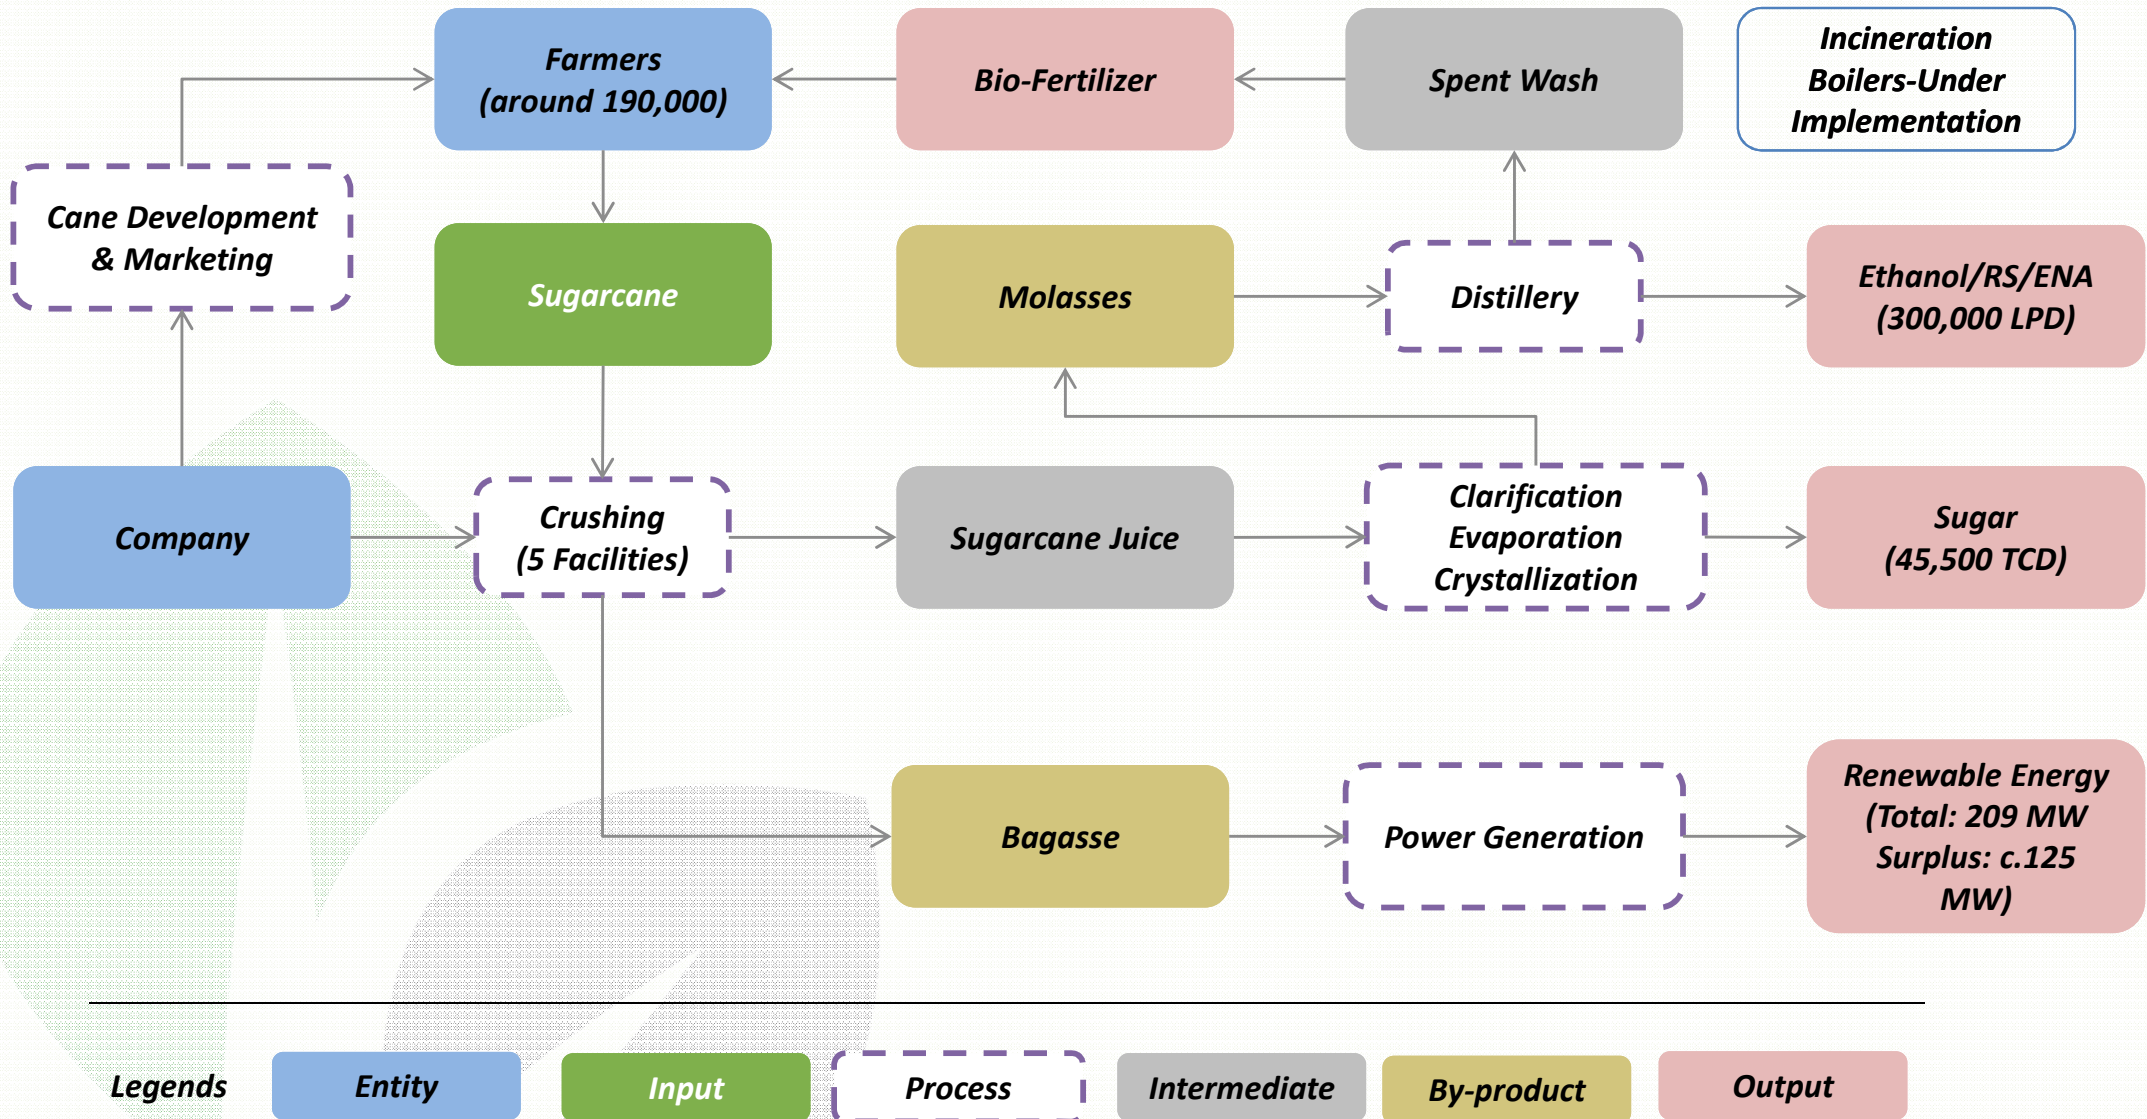 Farmers
(around 190,000)
Bio-Fertilizer
Spent Wash
Incineration
Boilers-Under
Implementation
Cane Development
& Marketing
Sugarcane
Molasses
Distillery
Ethanol/RS/ENA
(300,000 LPD)
Company
Crushing
(5 Facilities)
Sugarcane Juice
Clarification
Evaporation
Crystallization
Sugar
(45,500 TCD)
Bagasse
Power Generation
Renewable Energy
(Total: 209 MW
Surplus: c.125
MW)
Legends
Entity
Input
Process
Intermediate
By-product
Output